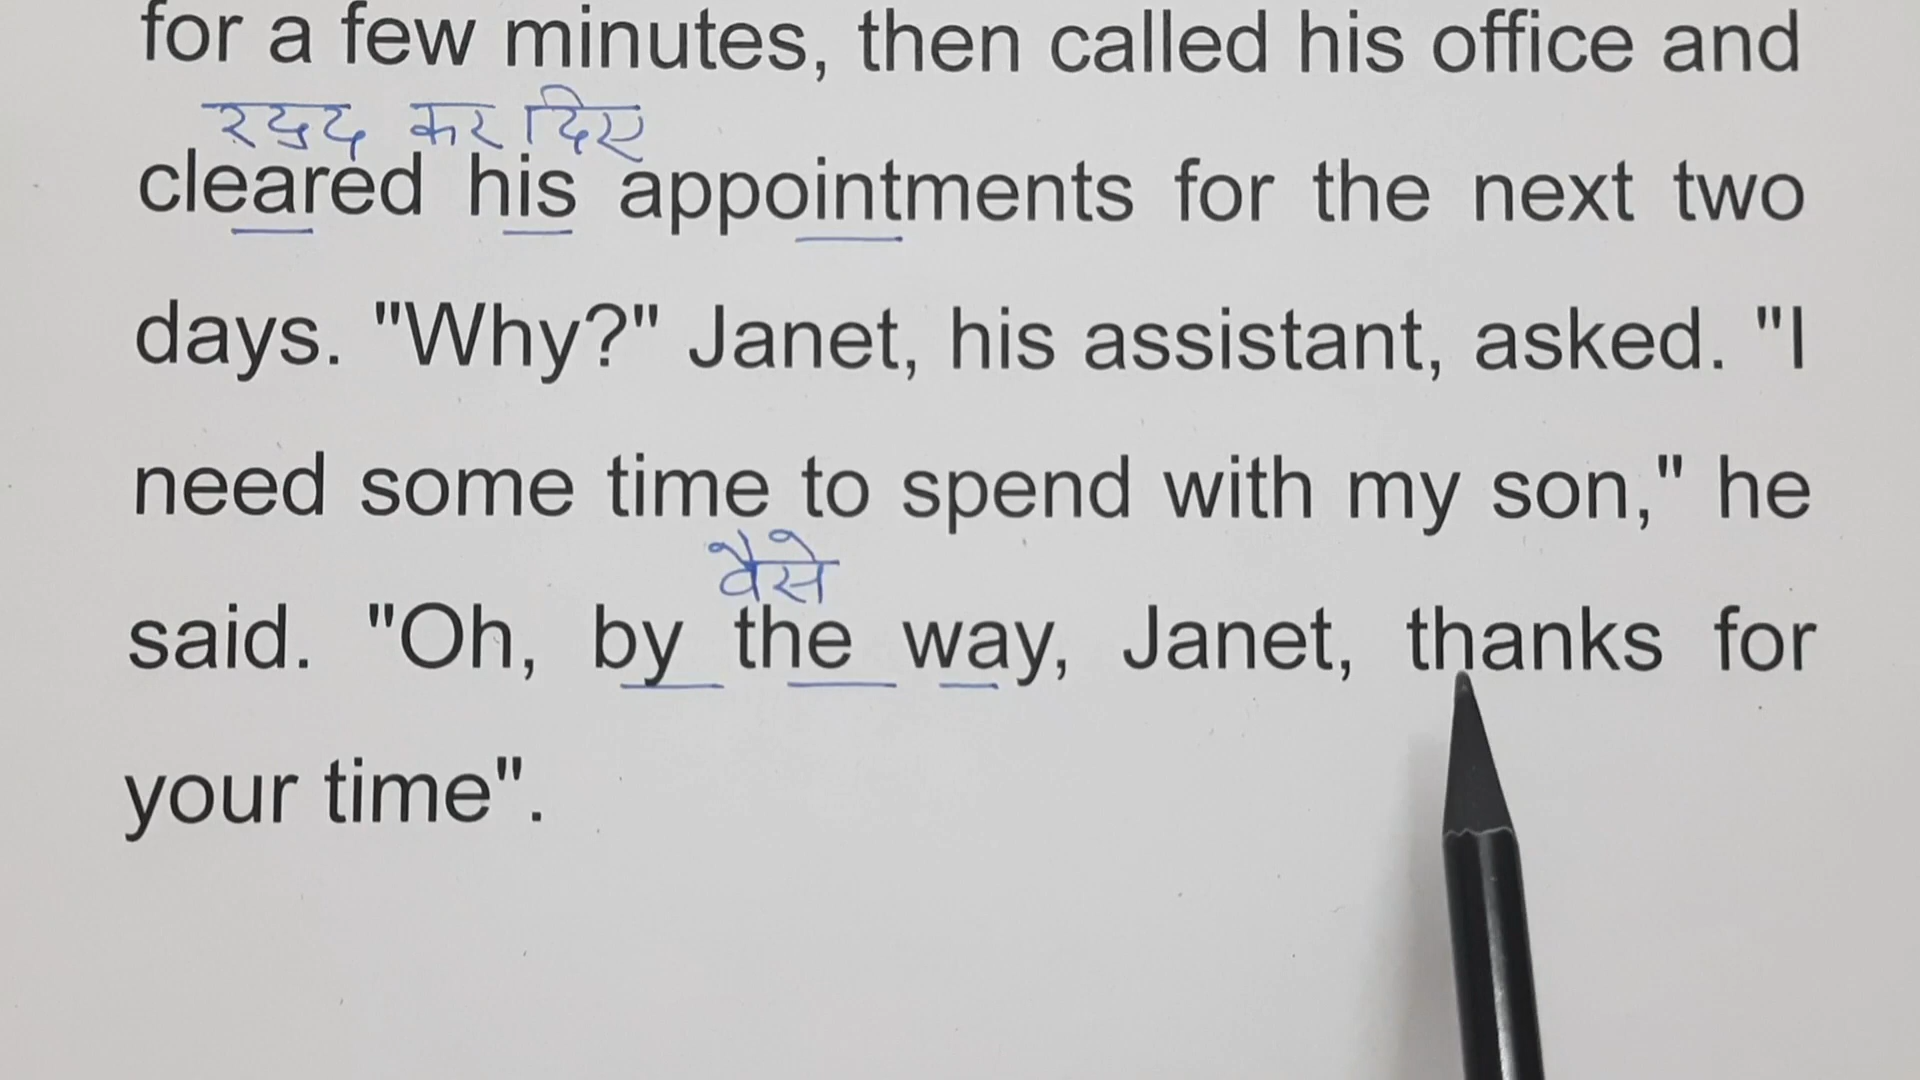 for a few minutes, then called his office and
रद्द कर दिए
cleared his appointments for the next two
days. "Why?" Janet, his assistant, asked. "I
need some time to spend with my son," he
वैसे
said. "Oh, by the way, Janet, thanks for
your time".